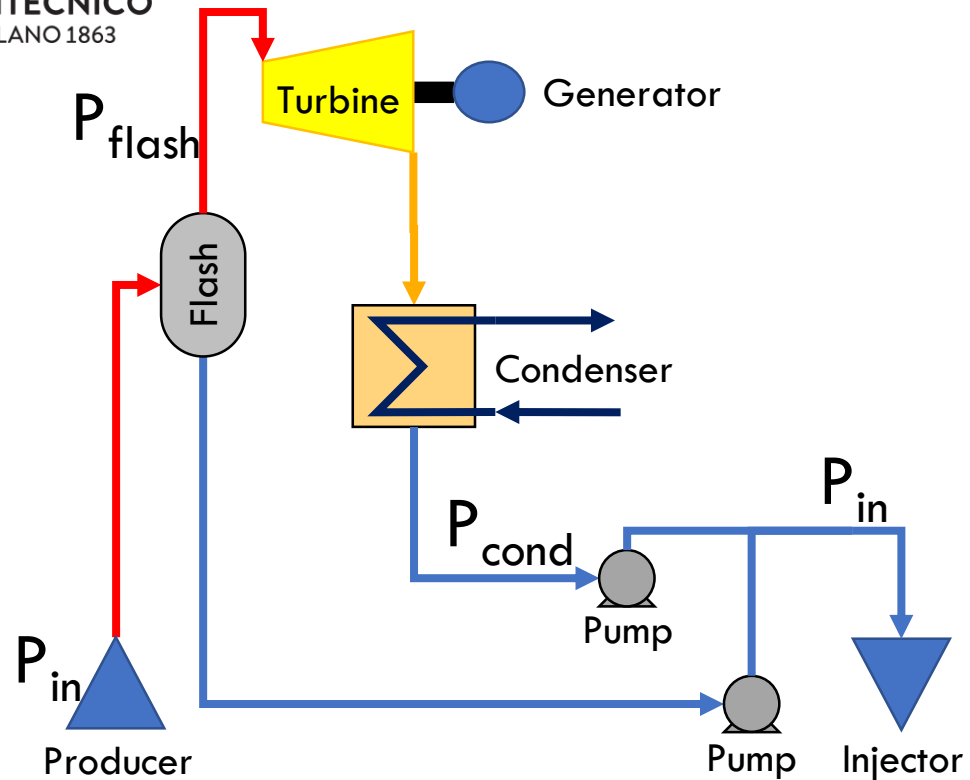 LANO 1863
P flash
Turbine
Generator
Flash
Condenser
P cond
P in
Pump
P in
Producer
Pump
Injector